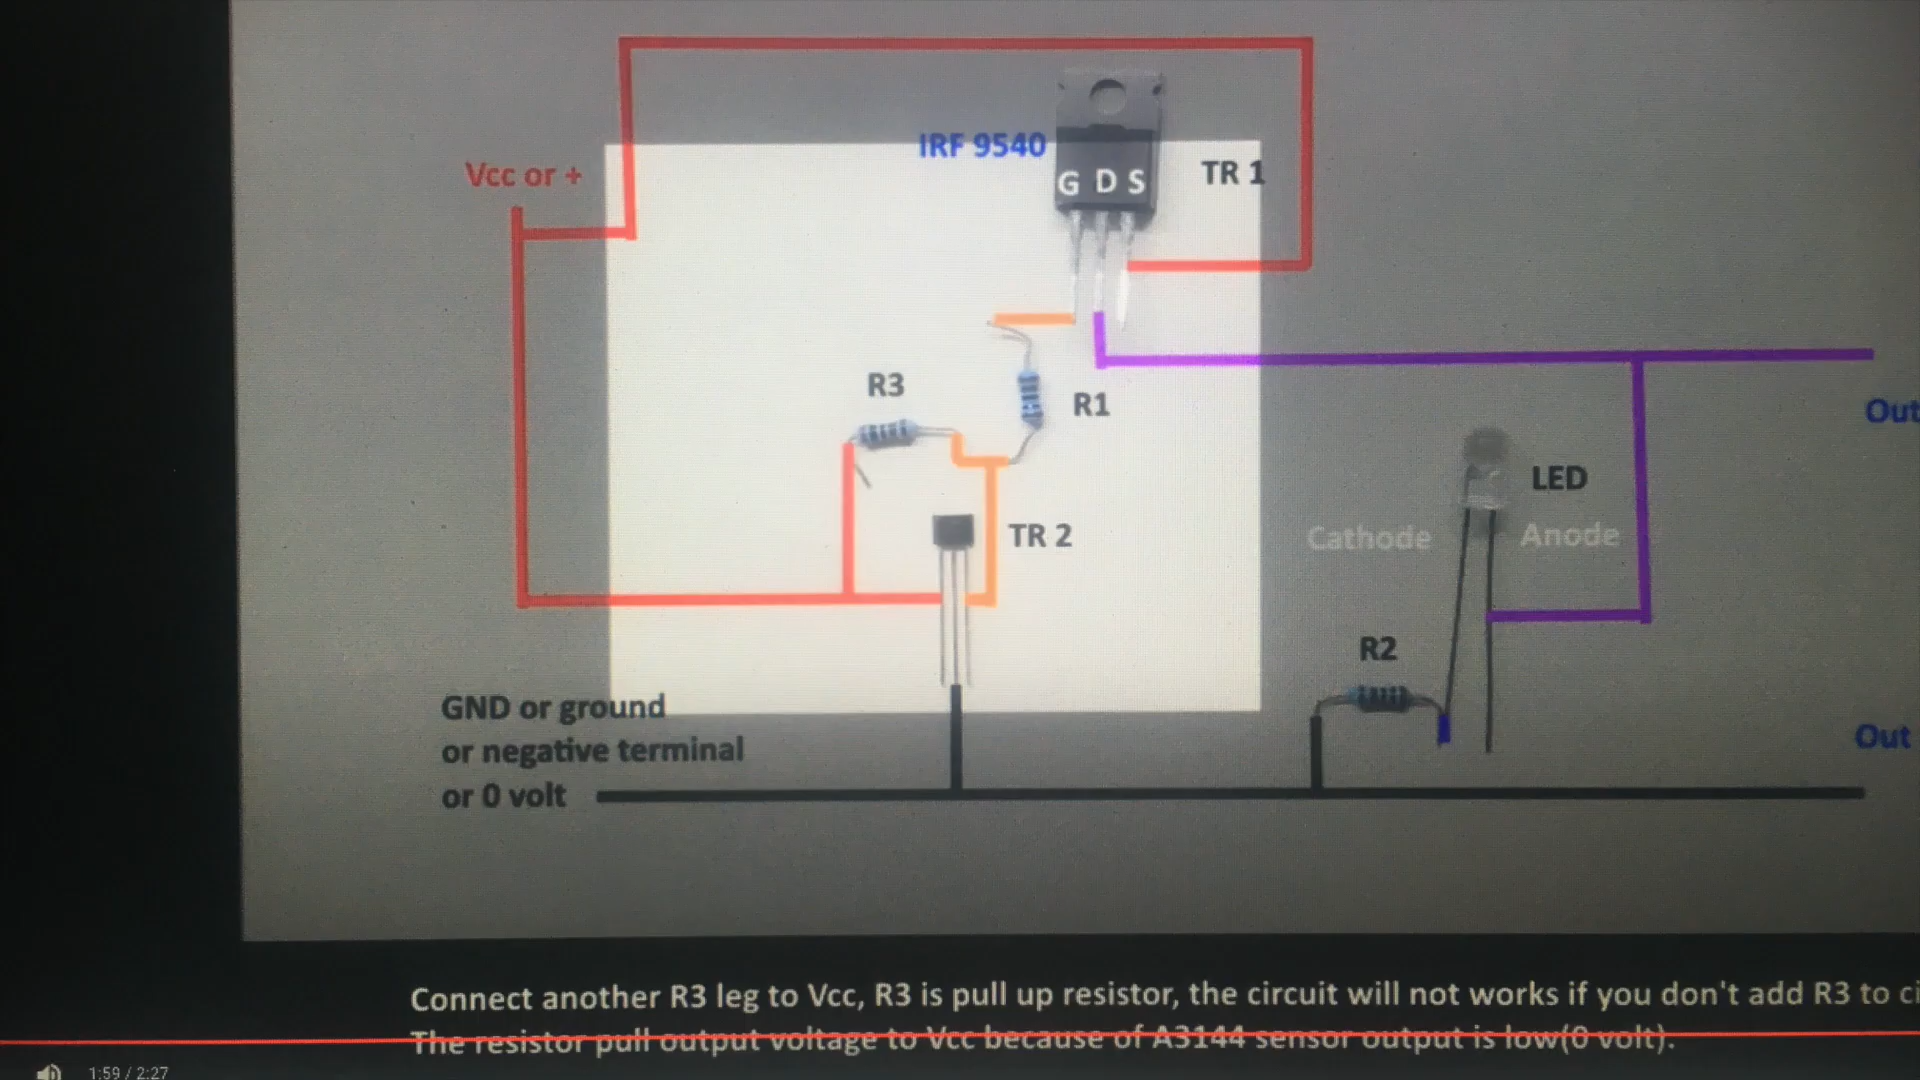 IRF 9540
TR 1
Vcc or +
G D S
R3
R1
Out
LED
TR 2
Cathode
Anode
R2
GND or ground
or negative terminal
or 0 volt
Out
Connect another R3 leg to Vcc, R3 is pull up resistor, the circuit will not works if you don't add R3 to ci
The resistor pull output voltage to Vcc because of A3144 sensor output is low(0 volt).
1:59 / 2:27